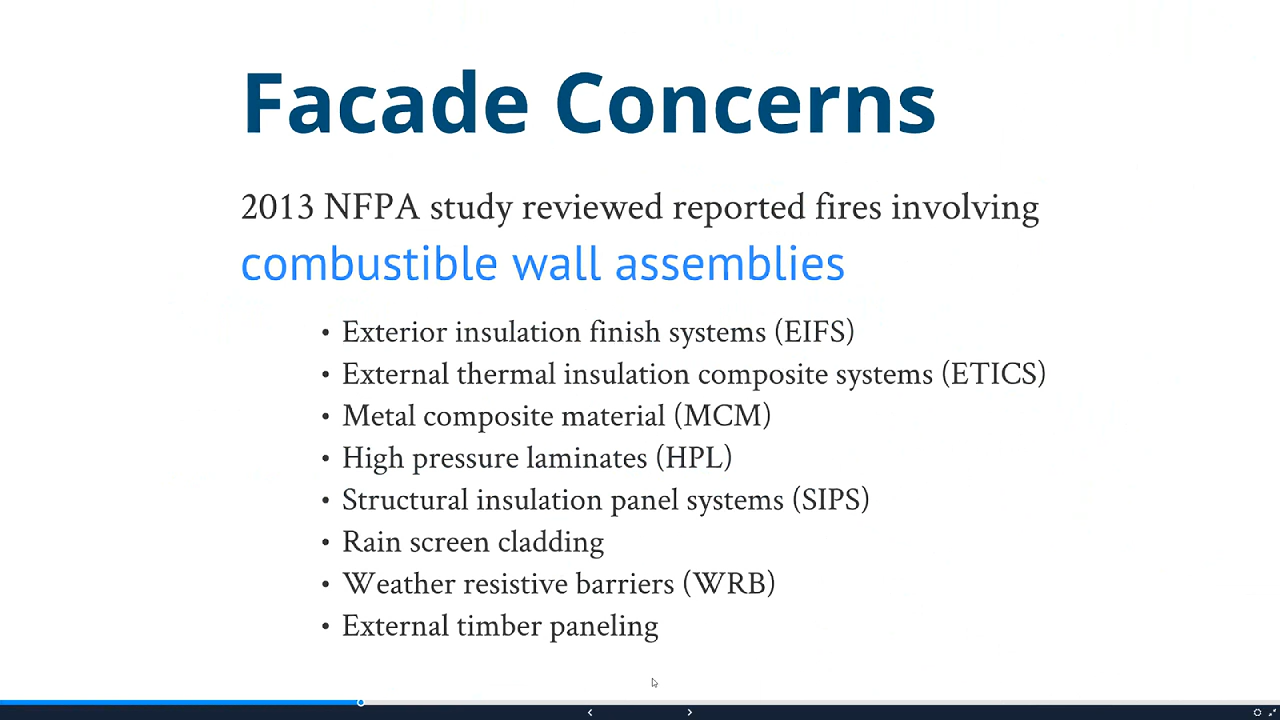 Facade Concerns
2013 NFPA study reviewed reported fires involving
combustible wall assemblies
• Exterior insulation finish systems (EIFS)
• External thermal insulation composite systems (ETICS)
• Metal composite material (MCM)
• High pressure laminates (HPL)
• Structural insulation panel systems (SIPS)
• Rain screen cladding
• Weather resistive barriers (WRB)
• External timber paneling